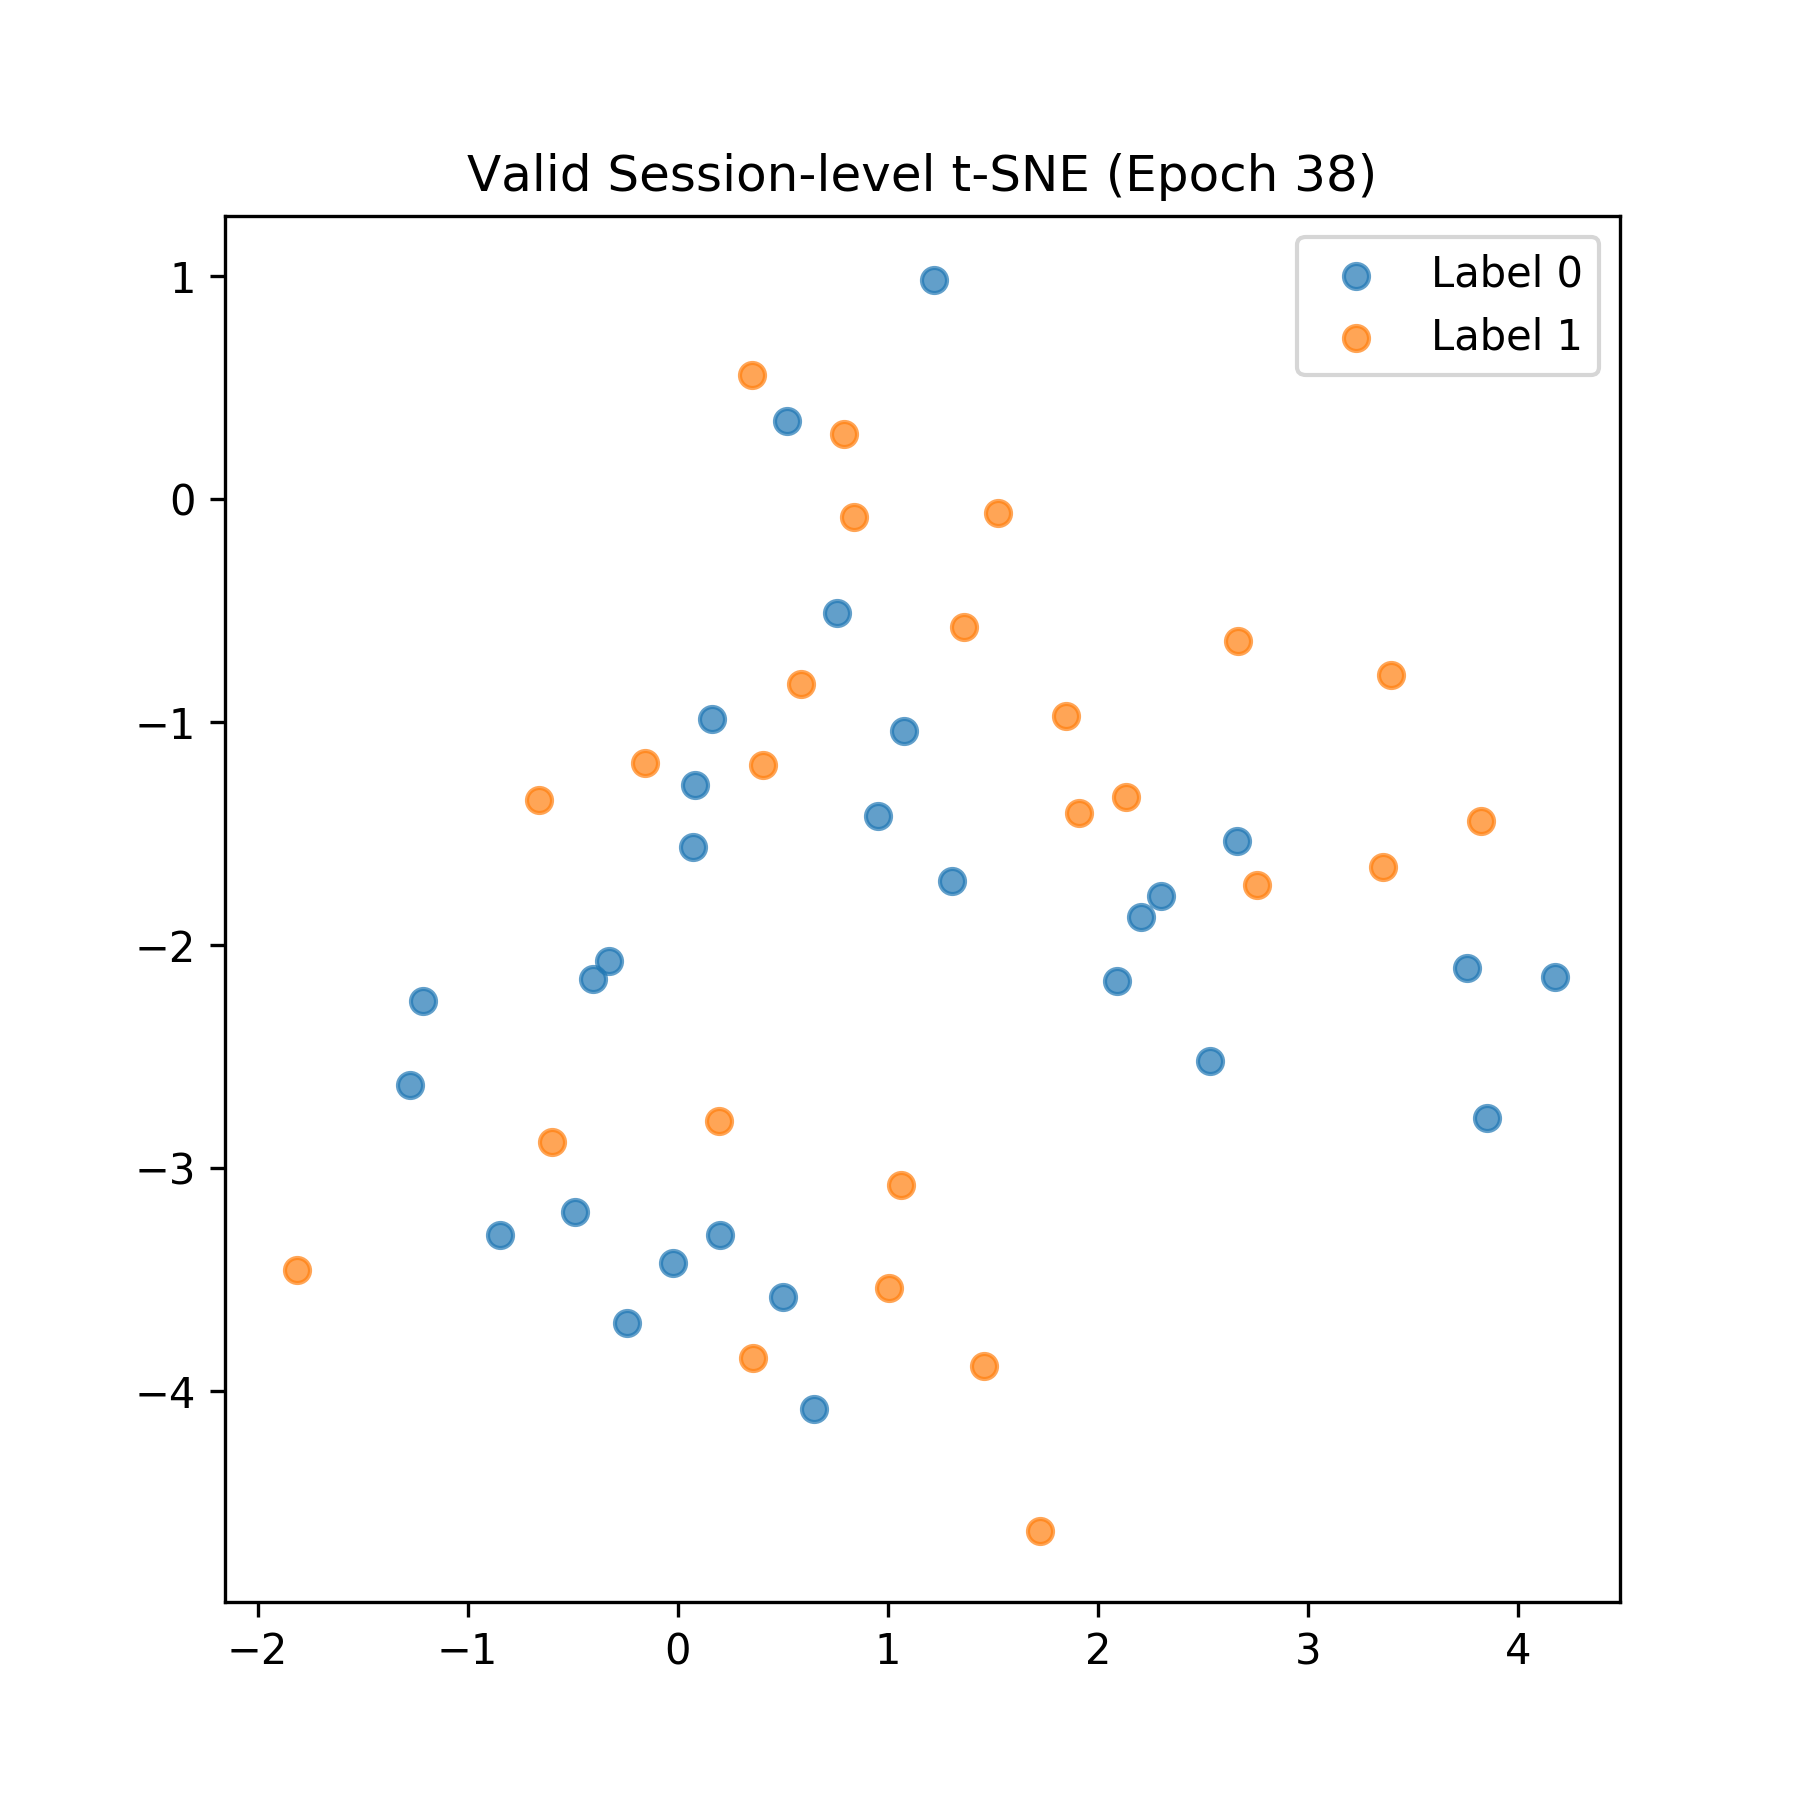 Valid Session-level t-SNE (Epoch 38)
Label 0
Label 1
1
0
−1
−2
−3
−4
−2 −1 0 1 2 3 4